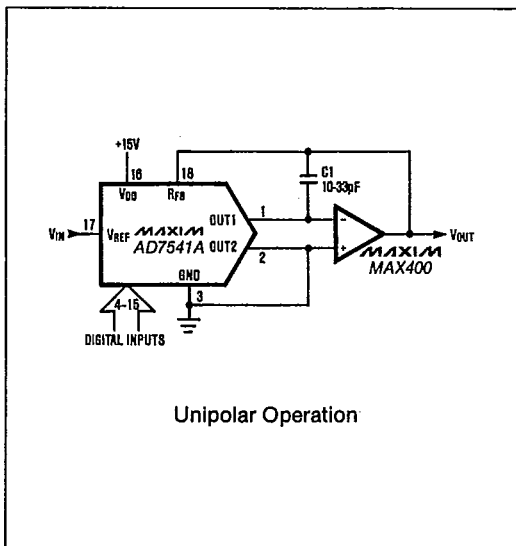 +15V
16
18
VDD
RFB
C1
10-33pF
OUT1
1
VIN
17
VREF
MAXIM
AD7541A
OUT2
2
-
+
VOUT
MAXIM
MAX400
GND
3
4-15
DIGITAL INPUTS
Unipolar Operation